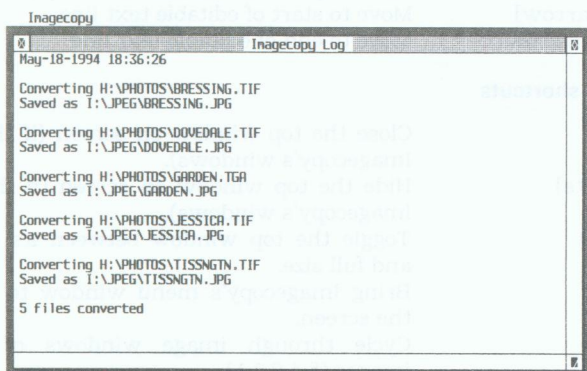 Imagecopy
Imagecopy Log
May-18-1994 18:36:26
Converting H:\PHOTOS\BRESSING.TIF
Saved as I:\JPEG\BRESSING.JPG
Converting H:\PHOTOS\DOVEDALE.TIF
Saved as I:\JPEG\DOVEDALE.JPG
Converting H:\PHOTOS\GARDEN.TGA
Saved as I:\JPEG\GARDEN.JPG
Converting H:\PHOTOS\JESSICA.TIF
Saved as I:\JPEG\JESSICA.JPG
Converting H:\PHOTOS\TISSNGTN.TIF
Saved as I:\JPEG\TISSNGTN.JPG
5 files converted